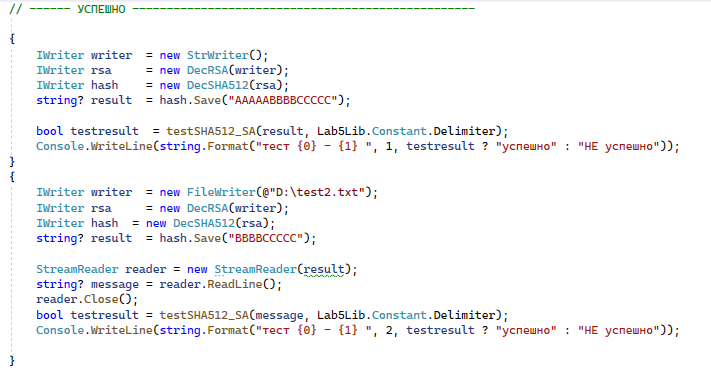 // ------ УСПЕШНО --------------------------------------------------
{
IWriter writer = new StrWriter();
IWriter rsa = new DecRSA(writer);
IWriter hash = new DecSHA512(rsa);
string? result = hash.Save("AAAAABBBBCCCCC");
bool testresult = testSHA512_SA(result, Lab5Lib.Constant.Delimiter);
Console.WriteLine(string.Format("тест {0} - {1} ", 1, testresult ? "успешно" : "НЕ успешно"));
}
{
IWriter writer = new FileWriter(@"D:\test2.txt");
IWriter rsa = new DecRSA(writer);
IWriter hash = new DecSHA512(rsa);
string? result = hash.Save("BBBBCCCCC");
StreamReader reader = new StreamReader(result);
string? message = reader.ReadLine();
reader.Close();
bool testresult = testSHA512_SA(message, Lab5Lib.Constant.Delimiter);
Console.WriteLine(string.Format("тест {0} - {1} ", 2, testresult ? "успешно" : "НЕ успешно"));
}